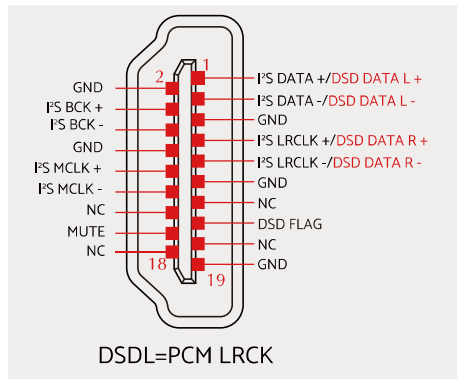 2
1
GND
I²S BCK +
I²S BCK -
GND
I²S MCLK +
I²S MCLK -
NC
MUTE
NC
18
19
I²S DATA +/DSD DATA L +
I²S DATA -/DSD DATA L -
GND
I²S LRCLK +/DSD DATA R +
I²S LRCLK -/DSD DATA R -
GND
NC
DSD FLAG
NC
GND
DSDL=PCM LRCK